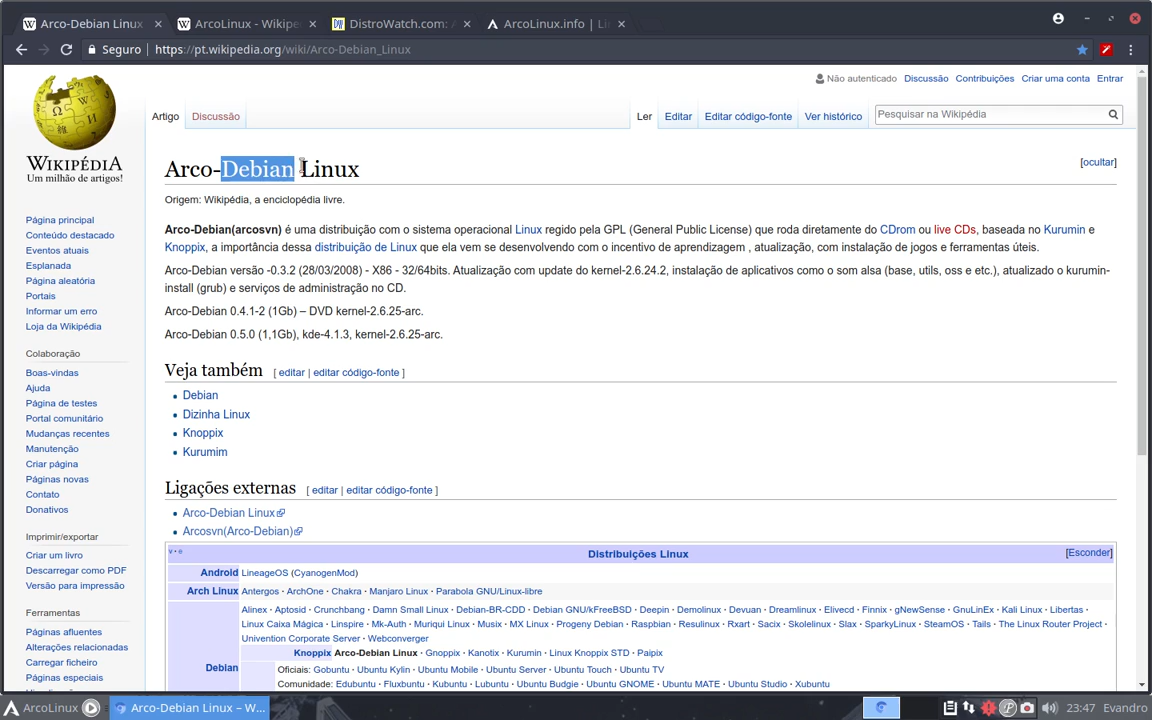 Arco-Debian Linux
ArcoLinux - Wikipe
DistroWatch.com: A
ArcoLinux.info | Li
Seguro
https://pt.wikipedia.org/wiki/Arco-Debian_Linux
WIKIPÉDIA
Um milhão de artigos!
Não autenticado Discussão Contribuições Criar uma conta Entrar
Artigo Discussão Ler Editar Editar código-fonte Ver histórico Pesquisar na Wikipédia
Arco-Debian Linux
[ocultar]
Origem: Wikipédia, a enciclopédia livre.
Arco-Debian(arcosvn) é uma distribuição com o sistema operacional Linux regido pela GPL (General Public License) que roda diretamente do CDrom ou live CDs, baseada no Kurumin e
Knoppix, a importância dessa distribuição de Linux que ela vem se desenvolvendo com o incentivo de aprendizagem , atualização, com instalação de jogos e ferramentas úteis.
Arco-Debian versão -0.3.2 (28/03/2008) - X86 - 32/64bits. Atualização com update do kernel-2.6.24.2, instalação de aplicativos como o som alsa (base, utils, oss e etc.), atualizado o kurumin-
install (grub) e serviços de administração no CD.
Arco-Debian 0.4.1-2 (1Gb) – DVD kernel-2.6.25-arc.
Arco-Debian 0.5.0 (1,1Gb), kde-4.1.3, kernel-2.6.25-arc.
Veja também [ editar | editar código-fonte ]
Debian
Dizinha Linux
Knoppix
Kurumim
Ligações externas [ editar | editar código-fonte ]
Arco-Debian Linux
Arcosvn(Arco-Debian)
v • e Distribuições Linux [Esconder]
Android LineageOS (CyanogenMod)
Arch Linux Antergos · ArchOne · Chakra · Manjaro Linux · Parabola GNU/Linux-libre
Alinex · Aptosid · Crunchbang · Damn Small Linux · Debian-BR-CDD · Debian GNU/kFreeBSD · Deepin · Demolinux · Devuan · Dreamlinux · Elivecd · Finnix · gNewSense · GnuLinEx · Kali Linux · Libertas ·
Linux Caixa Mágica · Linspire · Mk-Auth · Muriqui Linux · Musix · MX Linux · Progeny Debian · Raspbian · Resulinux · Rxart · Sacix · Skolelinux · Slax · SparkyLinux · SteamOS · Tails · The Linux Router Project ·
Univention Corporate Server · Webconverger
Knoppix Arco-Debian Linux · Gnoppix · Kanotix · Kurumin · Linux Knoppix STD · Paipix
Debian
Oficiais: Gobuntu · Ubuntu Kylin · Ubuntu Mobile · Ubuntu Server · Ubuntu Touch · Ubuntu TV
Comunidade: Edubuntu · Fluxbuntu · Kubuntu · Lubuntu · Ubuntu Budgie · Ubuntu GNOME · Ubuntu MATE · Ubuntu Studio · Xubuntu
Página principal
Conteúdo destacado
Eventos atuais
Esplanada
Página aleatória
Portais
Informar um erro
Loja da Wikipédia
Colaboração
Boas-vindas
Ajuda
Página de testes
Portal comunitário
Mudanças recentes
Manutenção
Criar página
Páginas novas
Contato
Donativos
Imprimir/exportar
Criar um livro
Descarregar como PDF
Versão para impressão
Ferramentas
Páginas afluentes
Alterações relacionadas
Carregar ficheiro
Páginas especiais
ArcoLinux
Arco-Debian Linux – W...
23:47 Evandro